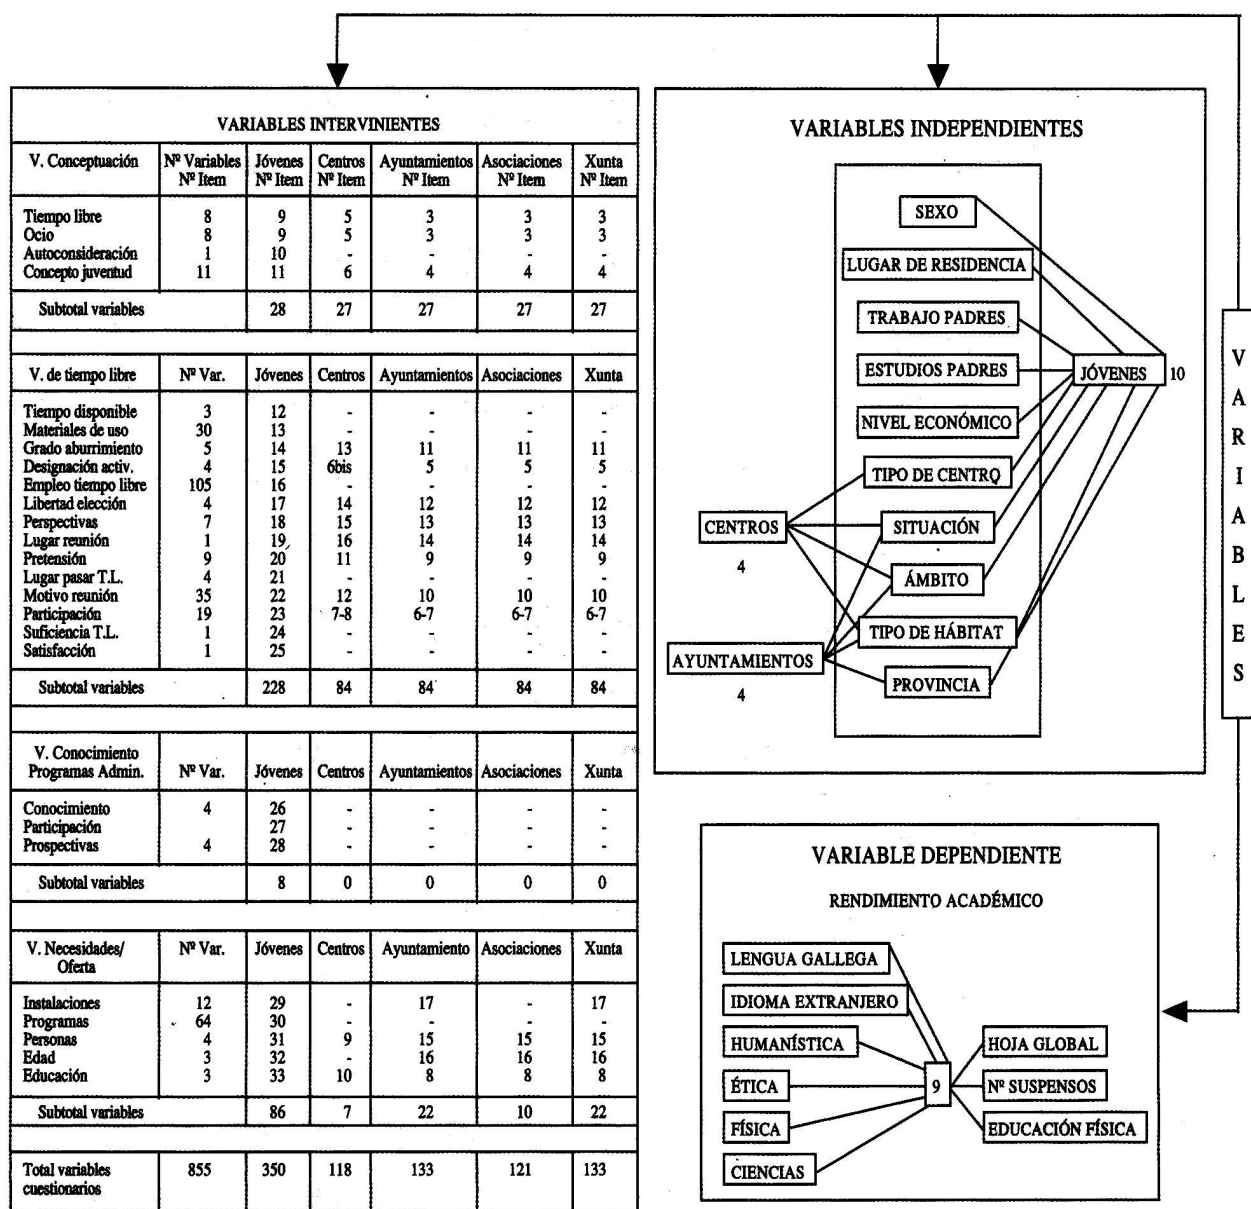 VARIABLES INTERVINIENTES
V. Conceptuación Nº Variables Jóvenes Centros Ayuntamientos Asociaciones Xunta
Nº Item Nº Item Nº Item Nº Item Nº Item Nº Item
Tiempo libre 8 9 5 3 3 3
Ocio 8 9 5 3 3 3
Autoconsideración 1 10 - - - -
Concepto juventud 11 11 6 4 4 4
Subtotal variables 28 27 27 27 27
V. de tiempo libre Nº Var. Jóvenes Centros Ayuntamientos Asociaciones Xunta
Tiempo disponible 3 12 - - - -
Materiales de uso 30 13 - - - -
Grado aburrimiento 5 14 13 11 11 11
Designación activ. 4 15 6bis 5 5 5
Empleo tiempo libre 105 16 - - - -
Libertad elección 4 17 14 12 12 12
Perspectivas 7 18 15 13 13 13
Lugar reunión 1 19 16 14 14 14
Pretensión 9 20 11 9 9 9
Lugar pasar T.L. 4 21 - - - -
Motivo reunión 35 22 12 10 10 10
Participación 19 23 7-8 6-7 6-7 6-7
Suficiencia T.L. 1 24 - - - -
Satisfacción 1 25 - - - -
Subtotal variables 228 84 84 84 84
V. Conocimiento
Programas Admin. Nº Var. Jóvenes Centros Ayuntamientos Asociaciones Xunta
Conocimiento 4 26 - - - -
Participación 27 - - - -
Prospectivas 4 28 - - - -
Subtotal variables 8 0 0 0 0
V. Necesidades/ Nº Var. Jóvenes Centros Ayuntamiento Asociaciones Xunta
Oferta
Instalaciones 12 29 - 17 - 17
Programas 64 30 - - - -
Personas 4 31 9 15 15 15
Edad 3 32 - 16 16 16
Educación 3 33 10 8 8 8
Subtotal variables 86 7 22 10 22
Total variables 855 350 118 133 121 133
cuestionarios
VARIABLES INDEPENDIENTES
SEXO
LUGAR DE RESIDENCIA
TRABAJO PADRES
ESTUDIOS PADRES
JÓVENES 10
NIVEL ECONÓMICO
TIPO DE CENTRO
CENTROS
SITUACIÓN
4
ÁMBITO
TIPO DE HÁBITAT
AYUNTAMIENTOS
PROVINCIA
4
VARIABLES
VARIABLE DEPENDIENTE
RENDIMIENTO ACADÉMICO
LENGUA GALLEGA
IDIOMA EXTRANJERO
HUMANÍSTICA
HOJA GLOBAL
ÉTICA
9
Nº SUSPENSOS
FÍSICA
EDUCACIÓN FÍSICA
CIENCIAS